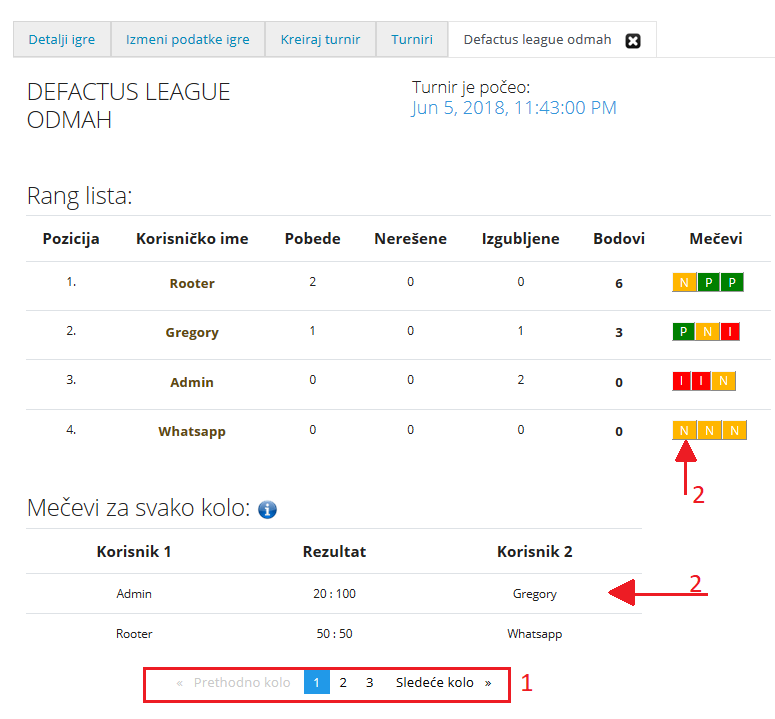 Detalji igre Izmeni podatke igre Kreiraj turnir Turniri Defactus league odmah
DEFACTUS LEAGUE
ODMAH
Turnir je počeo:
Jun 5, 2018, 11:43:00 PM
Rang lista:
Pozicija Korisničko ime Pobede Nerešene Izgubljene Bodovi Mečevi
1. Rooter 2 0 0 6 N P P
2. Gregory 1 0 1 3 P N I
3. Admin 0 0 2 0 I I N
4. Whatsapp 0 0 0 0 N N N
2
Mečevi za svako kolo:
Korisnik 1 Rezultat Korisnik 2
Admin 20 : 100 Gregory
2
Rooter 50 : 50 Whatsapp
« Prethodno kolo 1 2 3 Sledeće kolo »
1